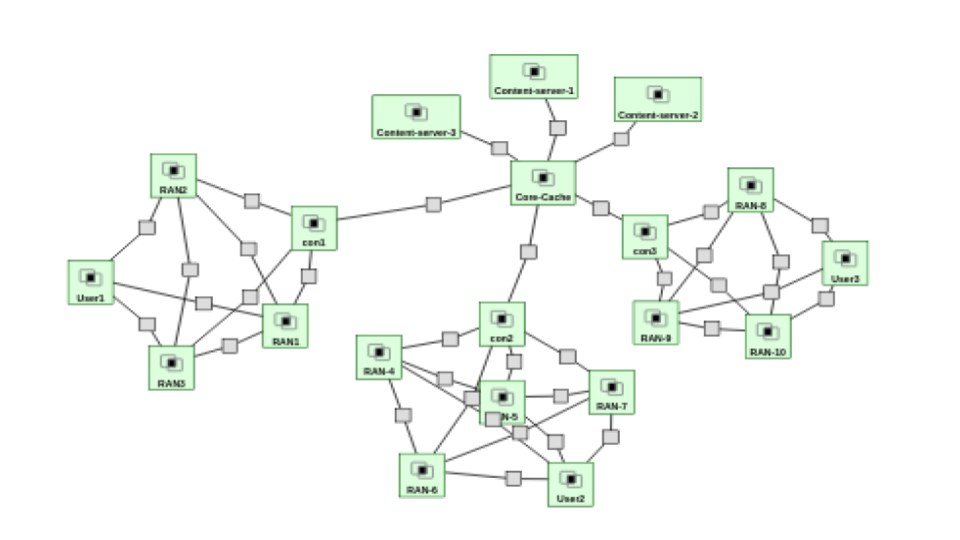 Content-server-1
Content-server-2
Content-server-3
Core-Cache
RAN2
con1
User1
RAN1
RAN3
RAN-8
con3
User3
RAN-9
RAN-10
con2
RAN-4
RAN-7
N-5
RAN-6
User2